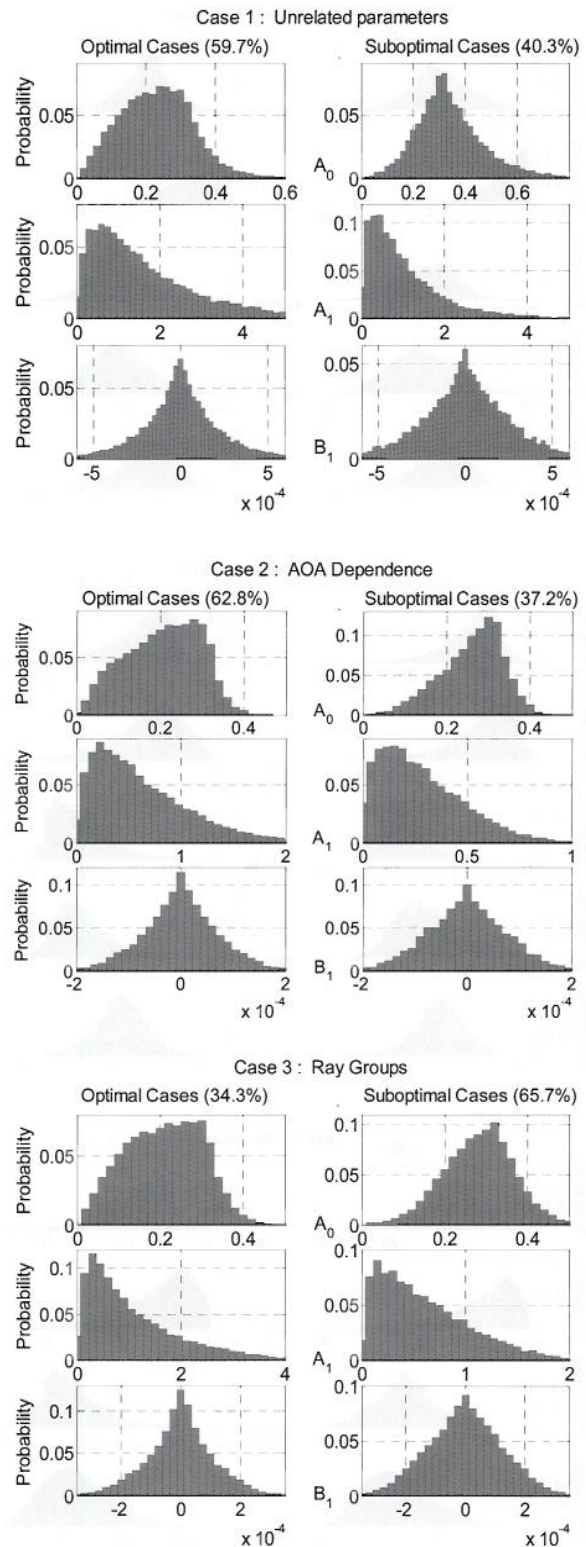 Case 1 : Unrelated parameters
Optimal Cases (59.7%) Suboptimal Cases (40.3%)
Probability
0.05
0
0 0.2 0.4 0.6
0.05
A0 0
0 0.2 0.4 0.6
Probability
0.05
0
0 2 4
0.1
0.05
A1 0
0 2 4
Probability
0.05
0
-5 0 5
x 10-4
0.05
B1 0
-5 0 5
x 10-4
Case 2 : AOA Dependence
Optimal Cases (62.8%) Suboptimal Cases (37.2%)
Probability
0.05
0
0 0.2 0.4
0.1
0.05
A0 0
0 0.2 0.4
Probability
0.05
0
0 1 2
0.05
A1 0
0 0.5 1
Probability
0.1
0.05
0
-2 0 2
x 10-4
0.1
0.05
B1 0
-2 0 2
x 10-4
Case 3 : Ray Groups
Optimal Cases (34.3%) Suboptimal Cases (65.7%)
Probability
0.05
0
0 0.2 0.4
0.1
0.05
A0 0
0 0.2 0.4
Probability
0.1
0.05
0
0 2 4
0.1
0.05
A1 0
0 1 2
Probability
0.1
0.05
0
-2 0 2
x 10-4
0.1
0.05
B1 0
-2 0 2
x 10-4